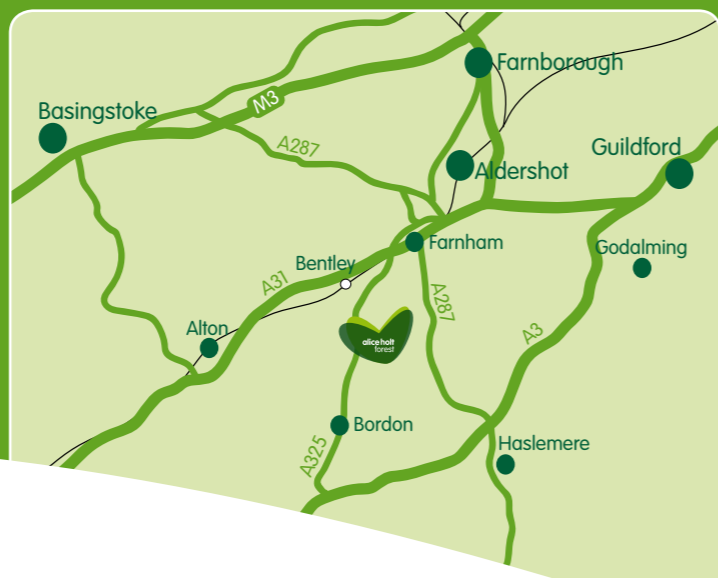 Farnborough
Basingstoke
M3
A287
Guildford
Aldershot
Farnham
Godalming
Bentley
A31
A287
Alton
alice holt
forest
A3
Bordon
Haslemere
A325